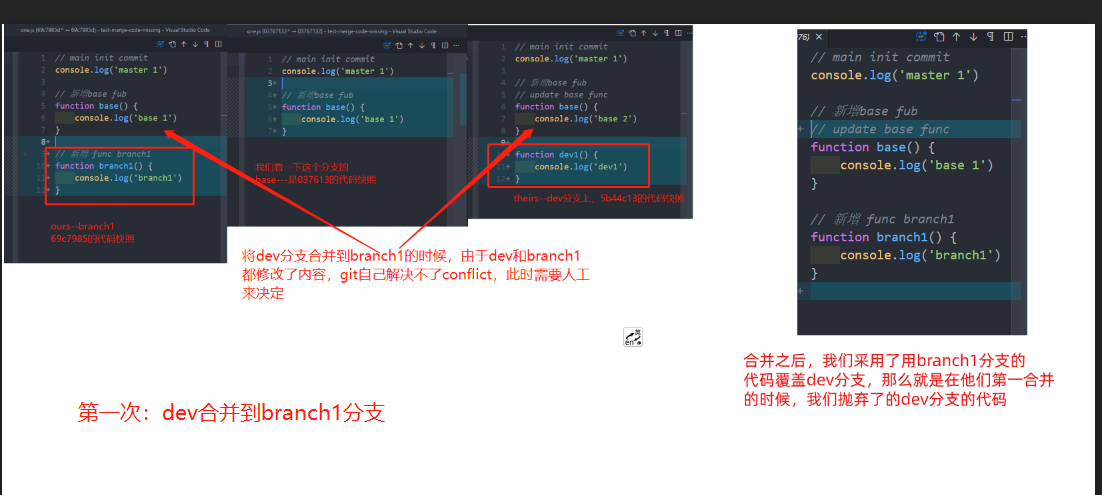 one.js (69c7985d) ↔ 69c7985d) - test-merge-code-missing - Visual Studio Code
1 // main init commit
2 console.log('master 1')
3
4 // 新增base fub
5 function base() {
6 console.log('base 1')
7 }
8+
9+ // 新增 func branch1
10+ function branch1() {
11+ console.log('branch1')
12+ }
ours--branch1
69c7985的代码快照
- test-merge-code-missing - Visual Studio Code
1 // main init commit
2 console.log('master 1')
3+
4+ // 新增base fub
5+ function base() {
6+ console.log('base 1')
7+ }
我们看一下这个分支的
base---是037613的代码快照
1 // main init commit
2 console.log('master 1')
3
4 // 新增base fub
5 // update base func
6 function base() {
7 console.log('base 2')
8 }
9+
10+ function dev1() {
11+ console.log('dev1')
12+ }
theirs--dev分支上，5b44c13的代码快照
将dev分支合并到branch1的时候，由于dev和branch1
都修改了内容，git自己解决不了conflict，此时需要人工
来决定
英
en
第一次：dev合并到branch1分支
76) ×
// main init commit
console.log('master 1')
// 新增base fub
+ // update base func
function base() {
console.log('base 1')
}
// 新增 func branch1
function branch1() {
console.log('branch1')
}
+
合并之后，我们采用了用branch1分支的
代码覆盖dev分支，那么就是在他们第一合并
的时候，我们抛弃了的dev分支的代码